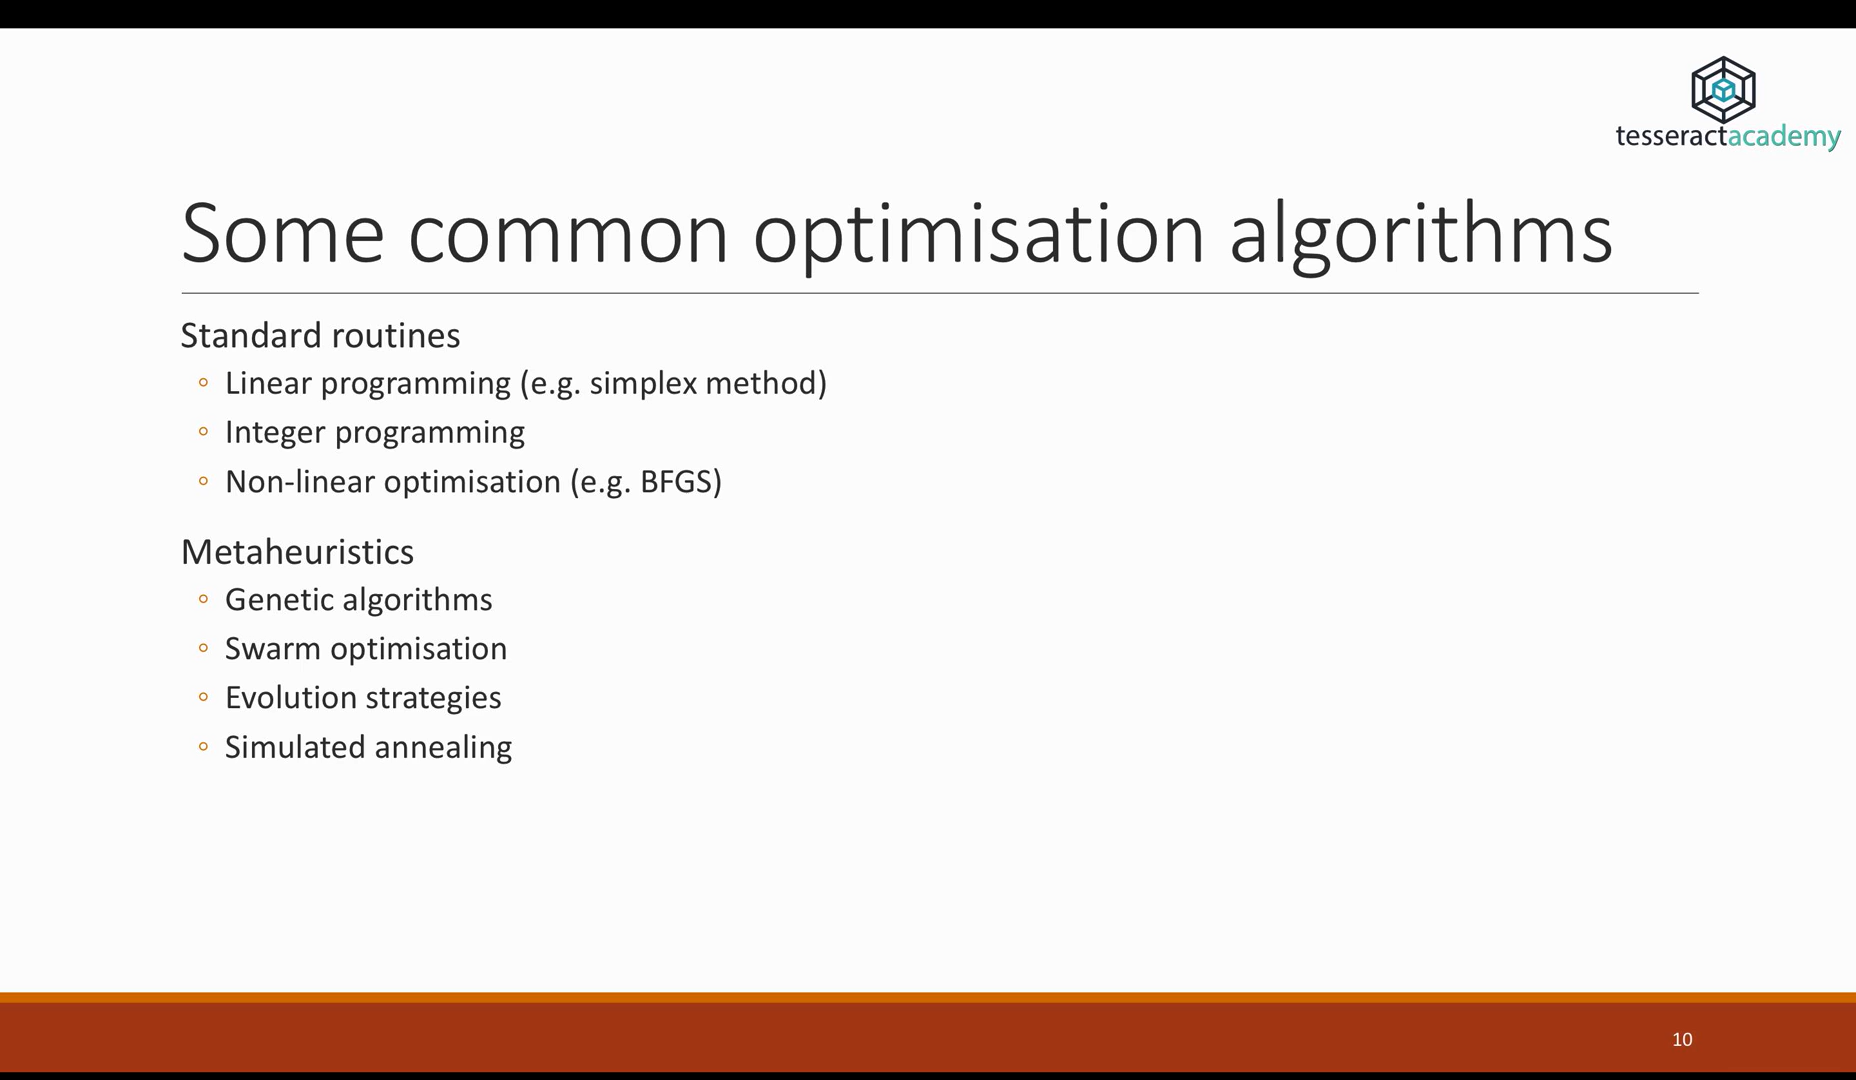 tesseractacademy
Some common optimisation algorithms
Standard routines
◦ Linear programming (e.g. simplex method)
◦ Integer programming
◦ Non-linear optimisation (e.g. BFGS)
Metaheuristics
◦ Genetic algorithms
◦ Swarm optimisation
◦ Evolution strategies
◦ Simulated annealing
10